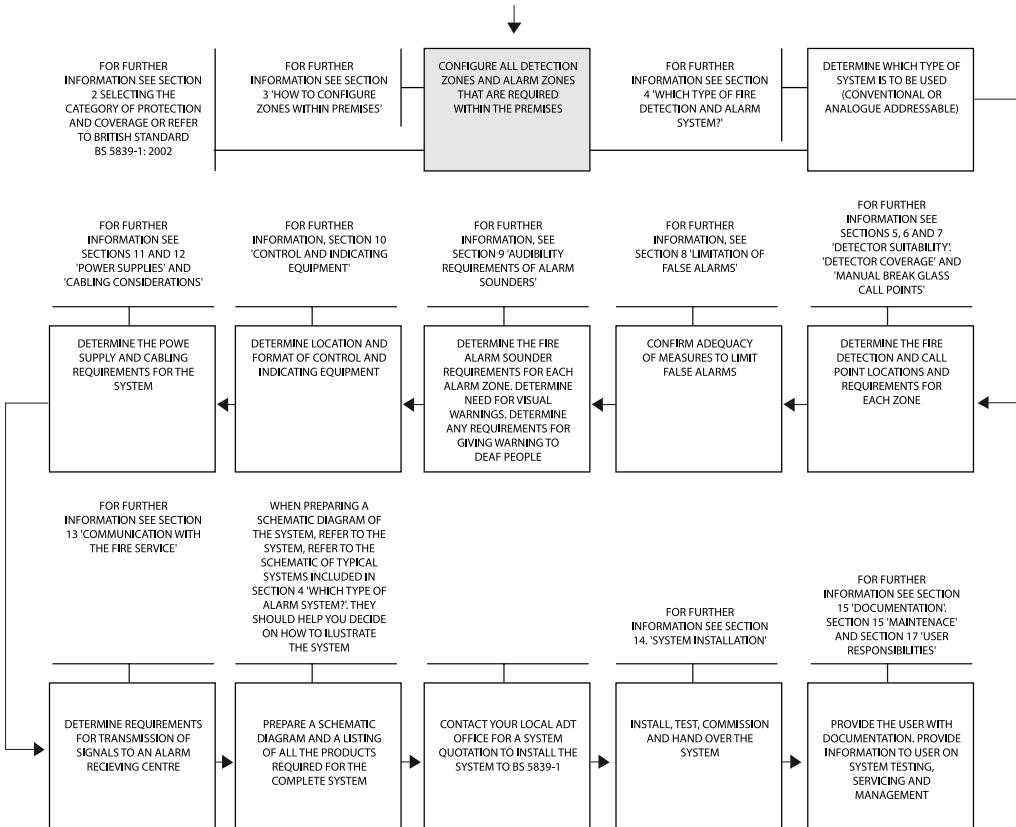 FOR FURTHER
INFORMATION SEE SECTION
2 SELECTING THE
CATEGORY OF PROTECTION
AND COVERAGE OR REFER
TO BRITISH STANDARD
BS 5839-1: 2002
FOR FURTHER
INFORMATION SEE SECTION
3 'HOW TO CONFIGURE
ZONES WITHIN PREMISES'
CONFIGURE ALL DETECTION
ZONES AND ALARM ZONES
THAT ARE REQUIRED
WITHIN THE PREMISES
FOR FURTHER
INFORMATION SEE SECTION
4 'WHICH TYPE OF FIRE
DETECTION AND ALARM
SYSTEM?'
DETERMINE WHICH TYPE OF
SYSTEM IS TO BE USED
(CONVENTIONAL OR
ANALOGUE ADDRESSABLE)
FOR FURTHER
INFORMATION SEE
SECTIONS 11 AND 12
'POWER SUPPLIES' AND
'CABLING CONSIDERATIONS'
FOR FURTHER
INFORMATION, SECTION 10
'CONTROL AND INDICATING
EQUIPMENT'
FOR FURTHER
INFORMATION, SEE
SECTION 9 'AUDIBILITY
REQUIREMENTS OF ALARM
SOUNDERS'
FOR FURTHER
INFORMATION, SEE
SECTION 8 'LIMITATION OF
FALSE ALARMS'
FOR FURTHER
INFORMATION SEE
SECTIONS 5, 6 AND 7
'DETECTOR SUITABILITY'.
'DETECTOR COVERAGE' AND
'MANUAL BREAK GLASS
CALL POINTS'
DETERMINE THE POWE
SUPPLY AND CABLING
REQUIREMENTS FOR THE
SYSTEM
DETERMINE LOCATION AND
FORMAT OF CONTROL AND
INDICATING EQUIPMENT
DETERMINE THE FIRE
ALARM SOUNDER
REQUIREMENTS FOR EACH
ALARM ZONE. DETERMINE
NEED FOR VISUAL
WARNINGS. DETERMINE
ANY REQUIREMENTS FOR
GIVING WARNING TO
DEAF PEOPLE
CONFIRM ADEQUACY
OF MEASURES TO LIMIT
FALSE ALARMS
DETERMINE THE FIRE
DETECTION AND CALL
POINT LOCATIONS AND
REQUIREMENTS FOR
EACH ZONE
FOR FURTHER
INFORMATION SEE SECTION
13 'COMMUNICATION WITH
THE FIRE SERVICE'
WHEN PREPARING A
SCHEMATIC DIAGRAM OF
THE SYSTEM, REFER TO THE
SYSTEM, REFER TO THE
SCHEMATIC OF TYPICAL
SYSTEMS INCLUDED IN
SECTION 4 'WHICH TYPE OF
ALARM SYSTEM?'. THEY
SHOULD HELP YOU DECIDE
ON HOW TO ILUSTRATE
THE SYSTEM
FOR FURTHER
INFORMATION SEE SECTION
14. 'SYSTEM INSTALLATION'
FOR FURTHER
INFORMATION SEE SECTION
15 'DOCUMENTATION'.
SECTION 15 'MAINTENACE'
AND SECTION 17 'USER
RESPONSIBILITIES'
DETERMINE REQUIREMENTS
FOR TRANSMISSION OF
SIGNALS TO AN ALARM
RECIEVING CENTRE
PREPARE A SCHEMATIC
DIAGRAM AND A LISTING
OF ALL THE PRODUCTS
REQUIRED FOR THE
COMPLETE SYSTEM
CONTACT YOUR LOCAL ADT
OFFICE FOR A SYSTEM
QUOTATION TO INSTALL THE
SYSTEM TO BS 5839-1
INSTALL, TEST, COMMISSION
AND HAND OVER THE
SYSTEM
PROVIDE THE USER WITH
DOCUMENTATION. PROVIDE
INFORMATION TO USER ON
SYSTEM TESTING,
SERVICING AND
MANAGEMENT